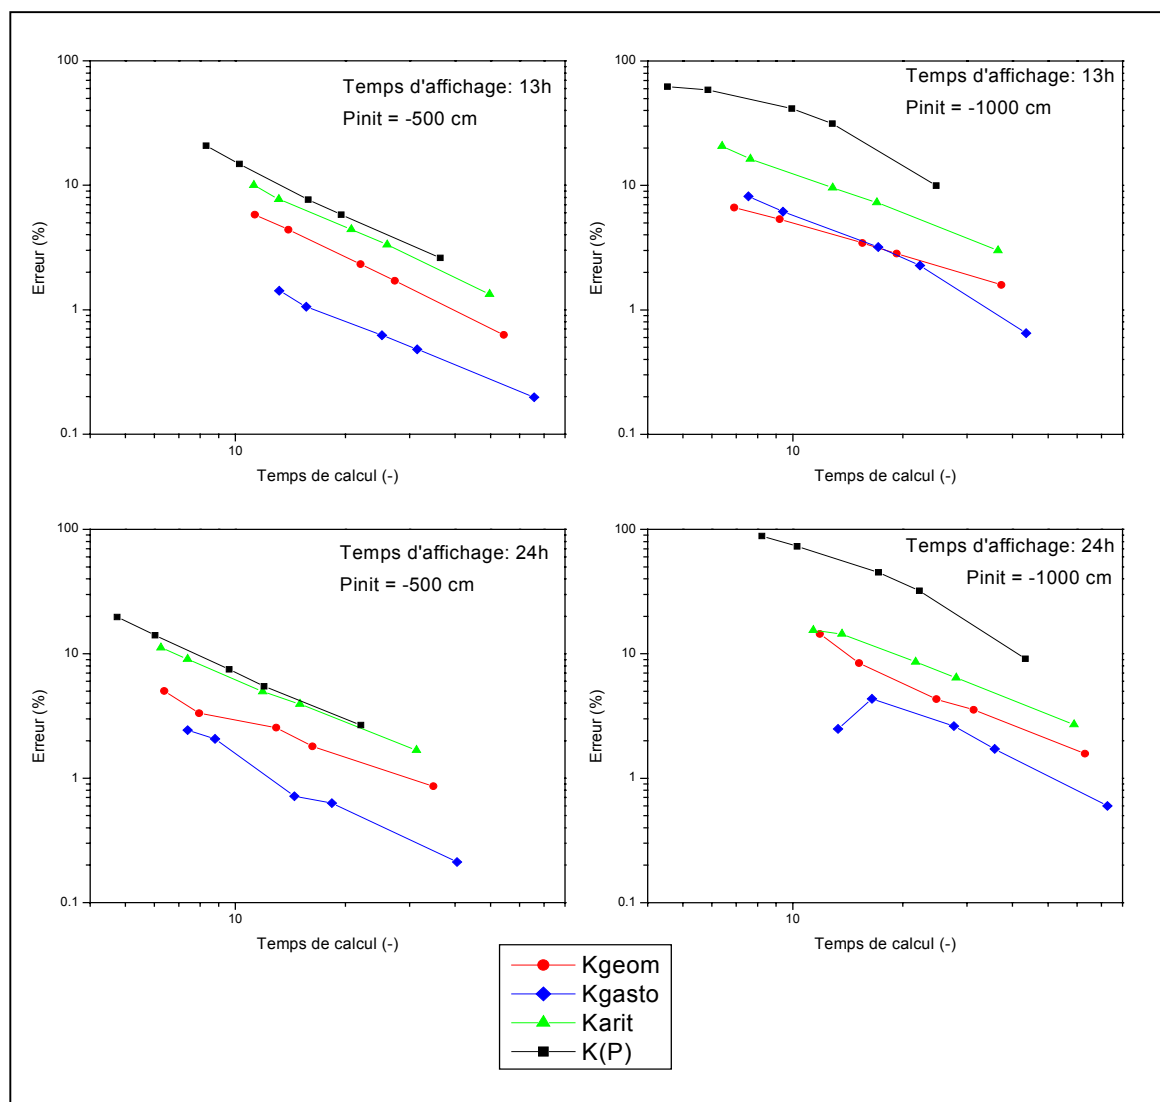 100
10
1
0.1
Erreur (%)
Temps d'affichage: 13h
Pinit = -500 cm
10
Temps de calcul (-)
100
10
1
0.1
Erreur (%)
Temps d'affichage: 13h
Pinit = -1000 cm
10
Temps de calcul (-)
100
10
1
0.1
Erreur (%)
Temps d'affichage: 24h
Pinit = -500 cm
10
Temps de calcul (-)
100
10
1
0.1
Erreur (%)
Temps d'affichage: 24h
Pinit = -1000 cm
10
Temps de calcul (-)
Kgeom
Kgasto
Karit
K(P)